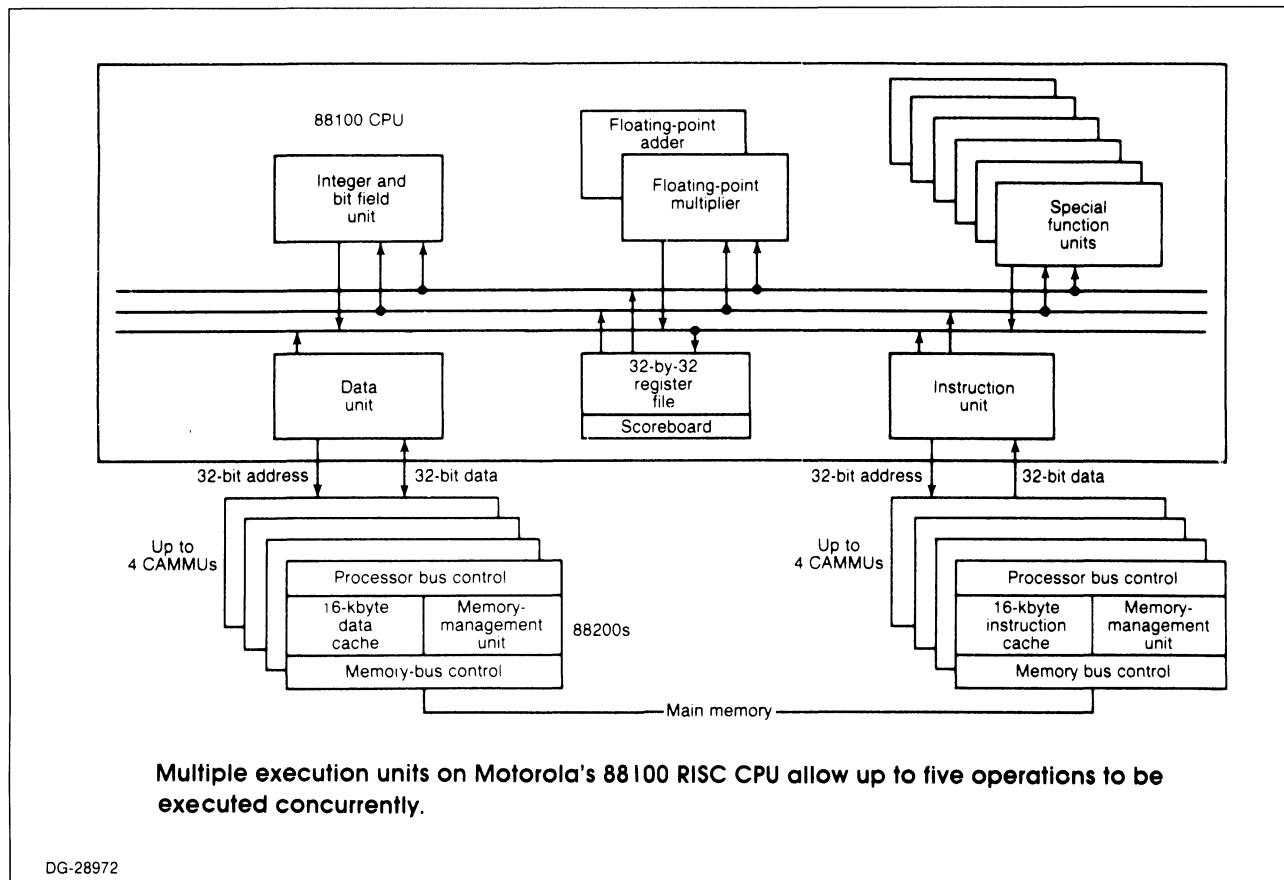 88100 CPU
Integer and
bit field
unit
Floating-point
adder
Floating-point
multiplier
Special
function
units
Data
unit
32-by-32
register
file
Scoreboard
Instruction
unit
32-bit address
32-bit data
32-bit address
32-bit data
Up to
4 CAMMUs
Processor bus control
16-kbyte
data
cache
Memory-
management
unit
Memory-bus control
88200s
Up to
4 CAMMUs
Processor bus control
16-kbyte
instruction
cache
Memory-
management
unit
Memory bus control
Main memory
Multiple execution units on Motorola's 88100 RISC CPU allow up to five operations to be
executed concurrently.
DG-28972